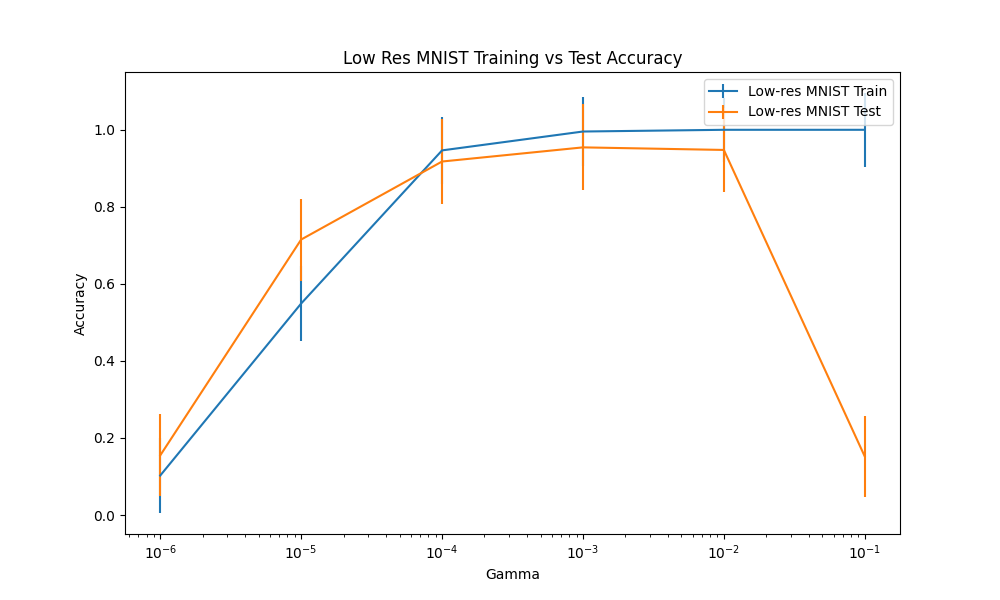 Low Res MNIST Training vs Test Accuracy
Low-res MNIST Train
Low-res MNIST Test
Accuracy
1.0
0.8
0.6
0.4
0.2
0.0
10⁻⁶ 10⁻⁵ 10⁻⁴ 10⁻³ 10⁻² 10⁻¹
Gamma